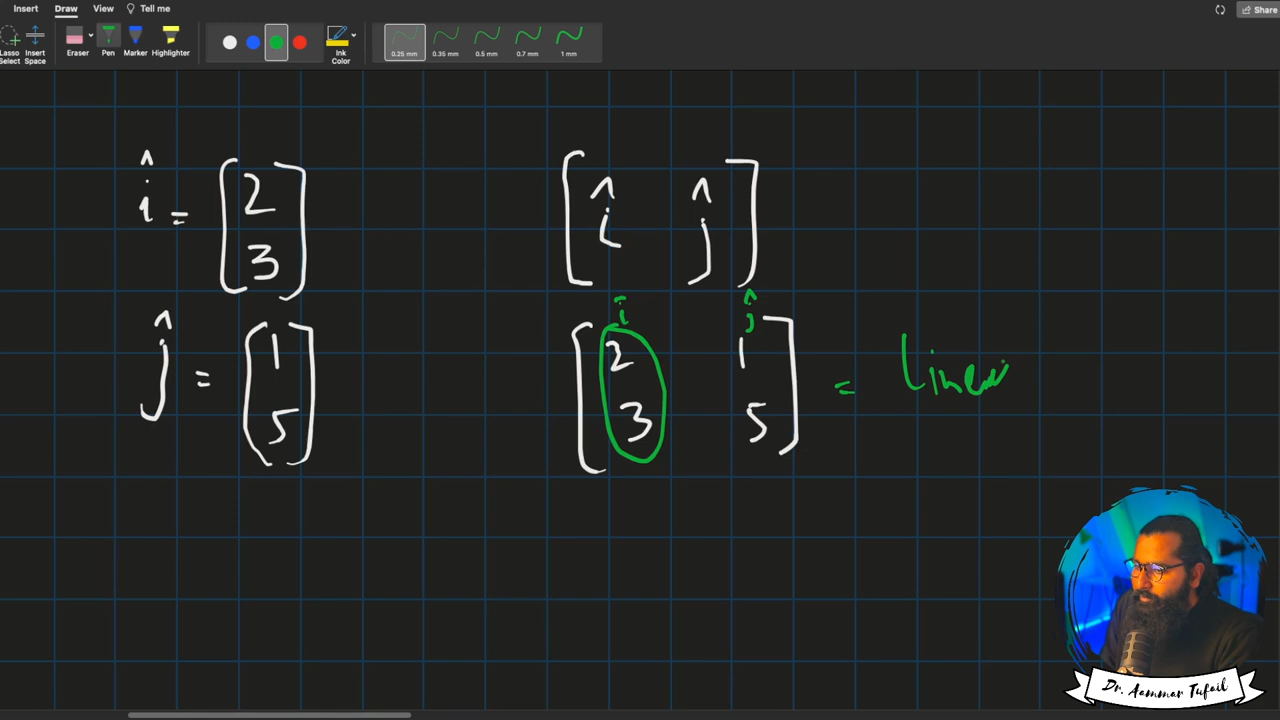 Insert Draw View Tell me
Share
Lasso Select
Insert Space
Eraser
Pen
Marker
Highlighter
Ink Color
0.25 mm
0.35 mm
0.5 mm
0.7 mm
1 mm
î = [2 3]
[î ĵ]
ĵ = [1 5]
î ĵ
[2 1
3 5] = Linear
Dr. Aammar Tufail